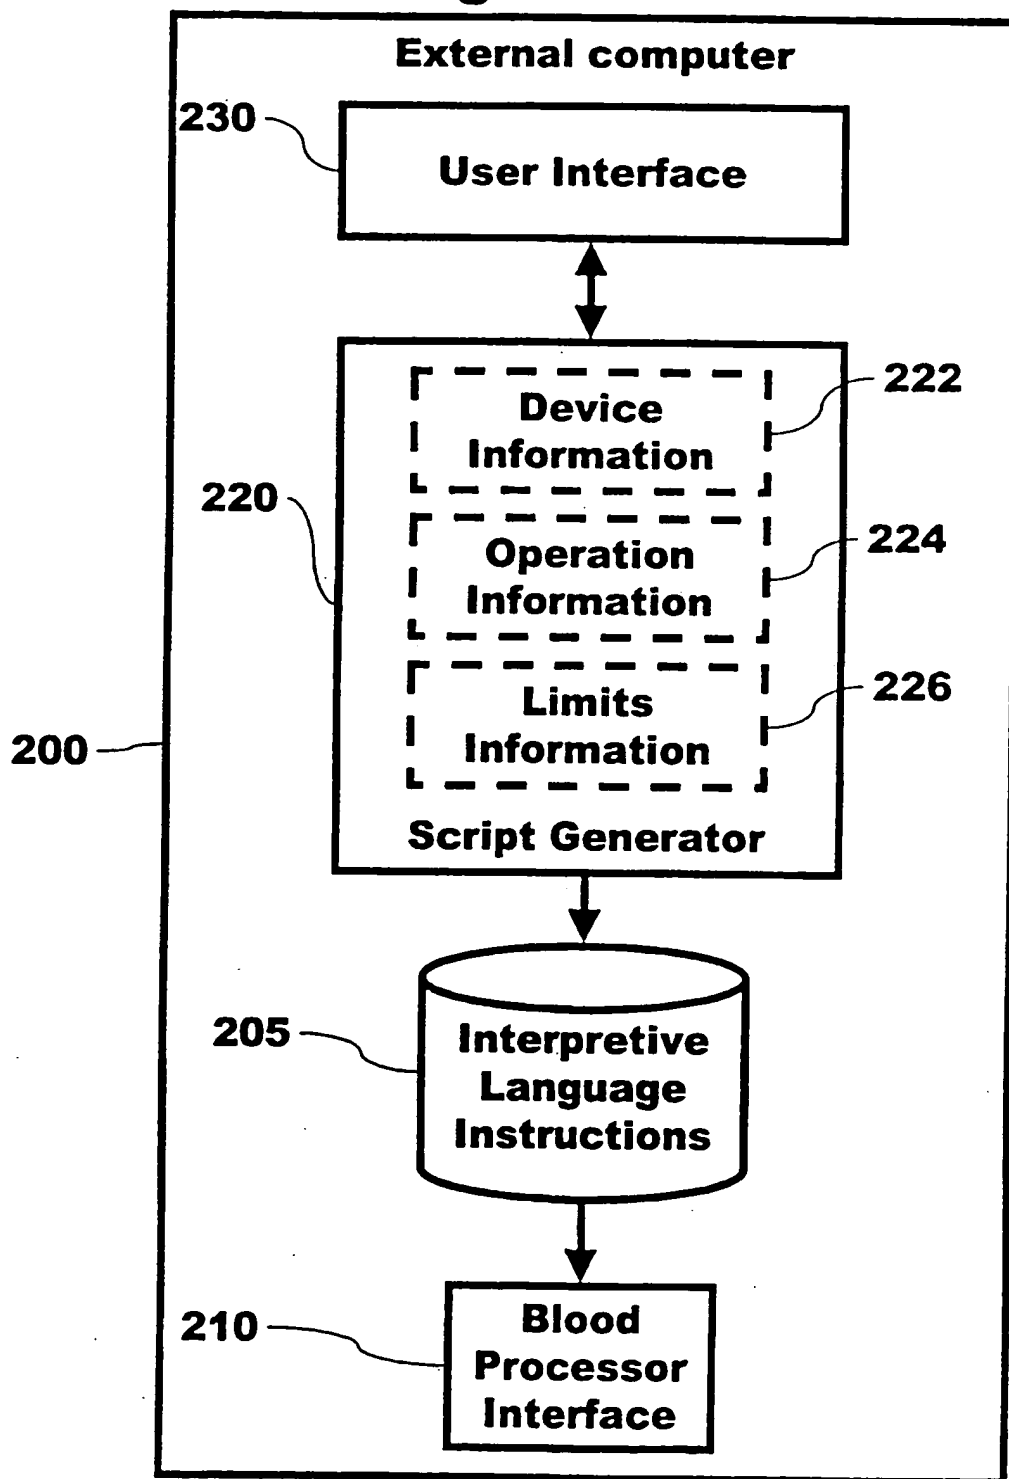 External computer
230
User Interface
222
Device
Information
220
224
Operation
Information
226
Limits
Information
200
Script Generator
205
Interpretive
Language
Instructions
210
Blood
Processor
Interface